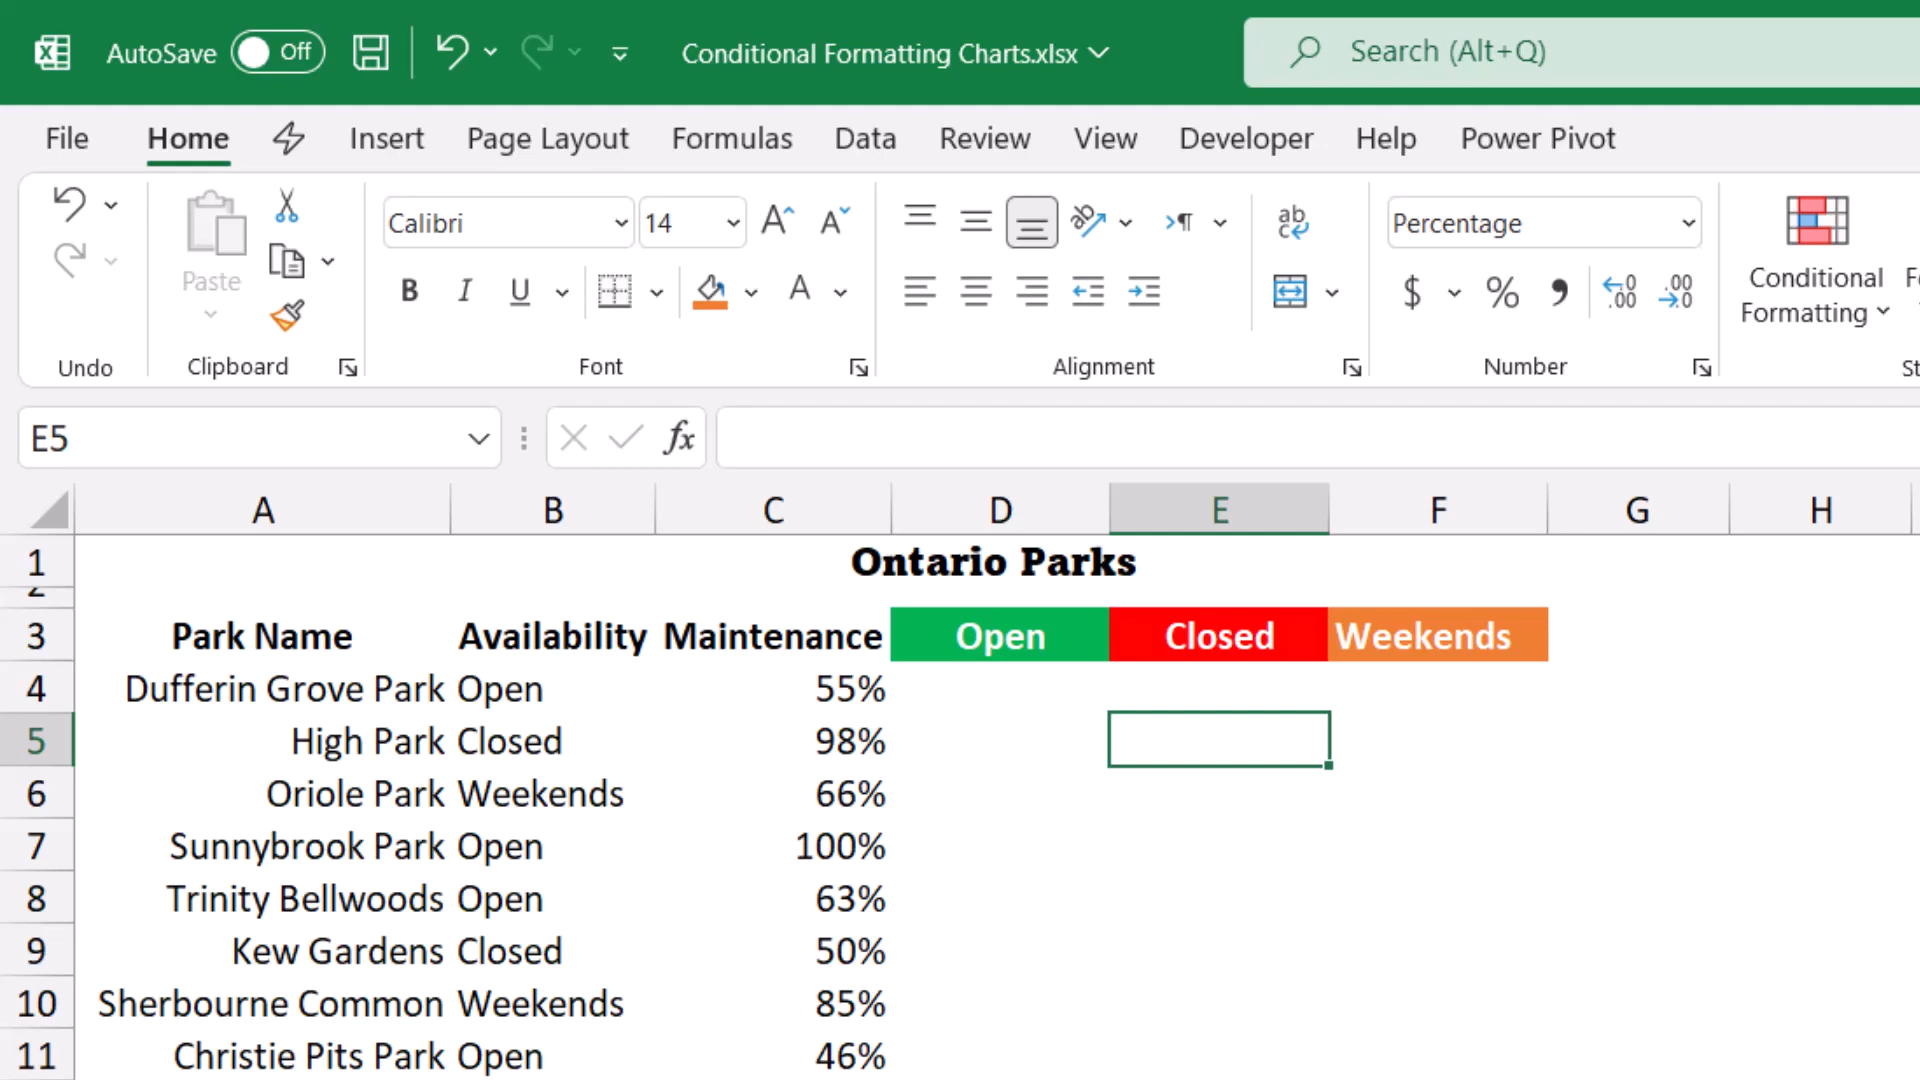 AutoSave Off Conditional Formatting Charts.xlsx Search (Alt+Q)
File Home Insert Page Layout Formulas Data Review View Developer Help Power Pivot
Paste Calibri 14 Percentage
B I U A $ % Conditional Formatting
Undo Clipboard Font Alignment Number
E5 fx
A B C D E F G H
1 Ontario Parks
2
3 Park Name Availability Maintenance Open Closed Weekends
4 Dufferin Grove Park Open 55%
5 High Park Closed 98%
6 Oriole Park Weekends 66%
7 Sunnybrook Park Open 100%
8 Trinity Bellwoods Open 63%
9 Kew Gardens Closed 50%
10 Sherbourne Common Weekends 85%
11 Christie Pits Park Open 46%